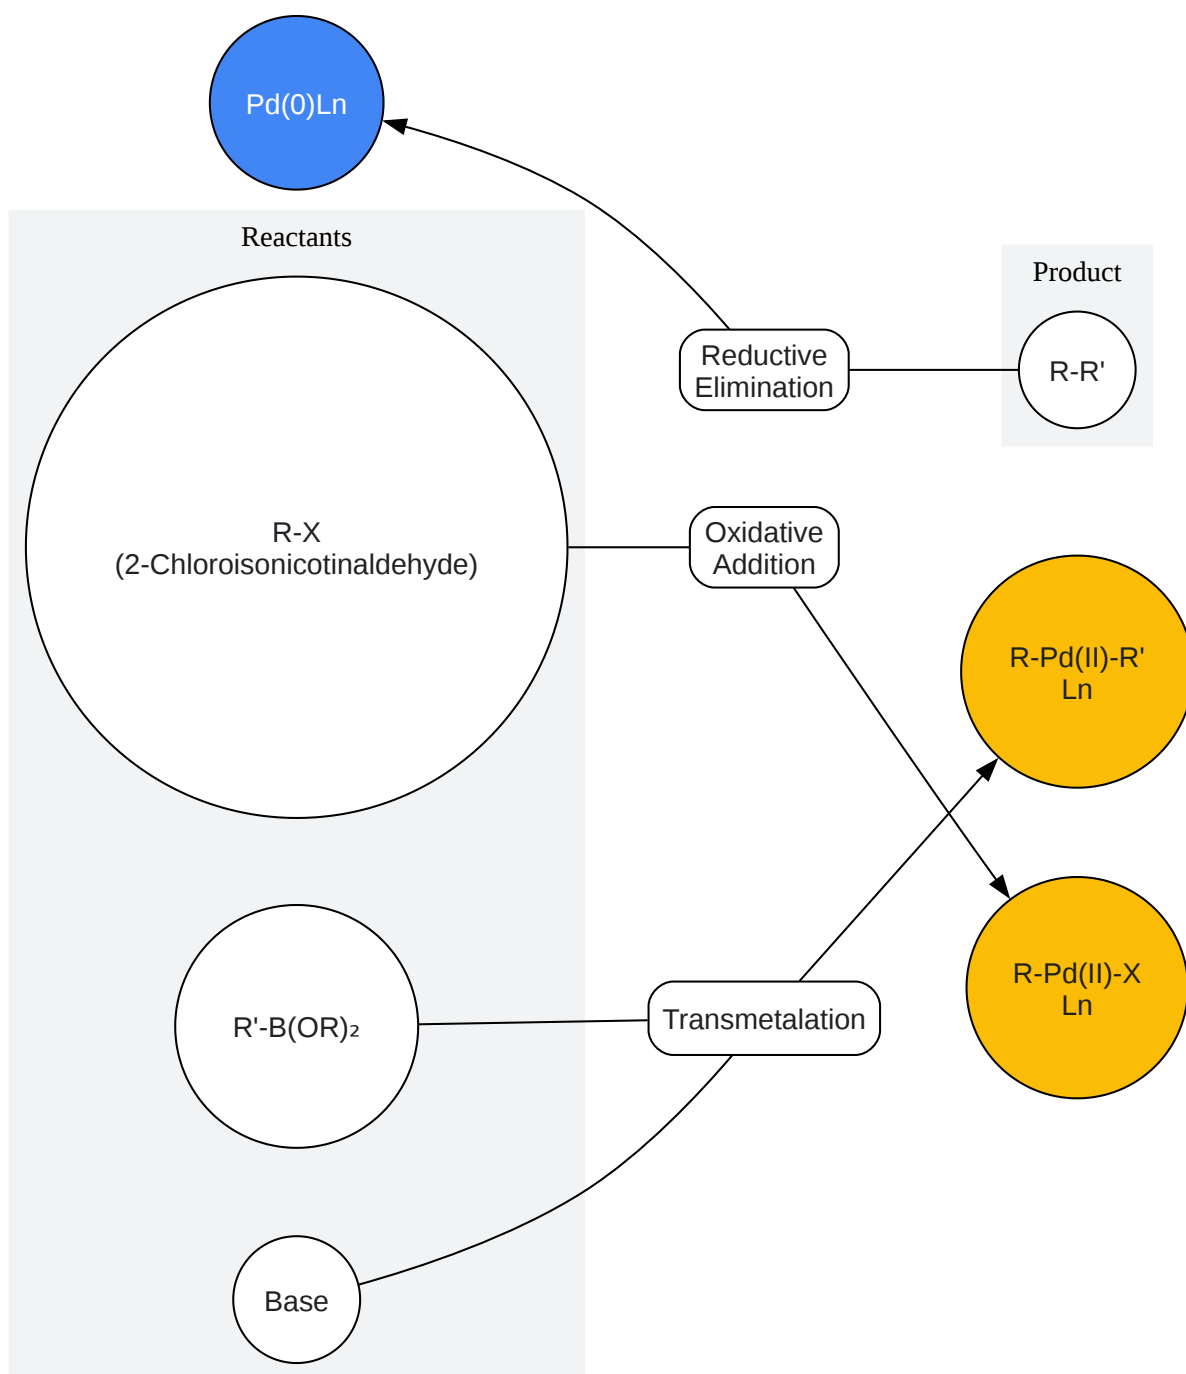 Pd(0)Ln
Reactants
Product
Reductive
Elimination
R-R'
R-X
(2-Chloroisonicotinaldehyde)
Oxidative
Addition
R-Pd(II)-R'
Ln
R-Pd(II)-X
Ln
R'-B(OR)₂
Transmetalation
Base